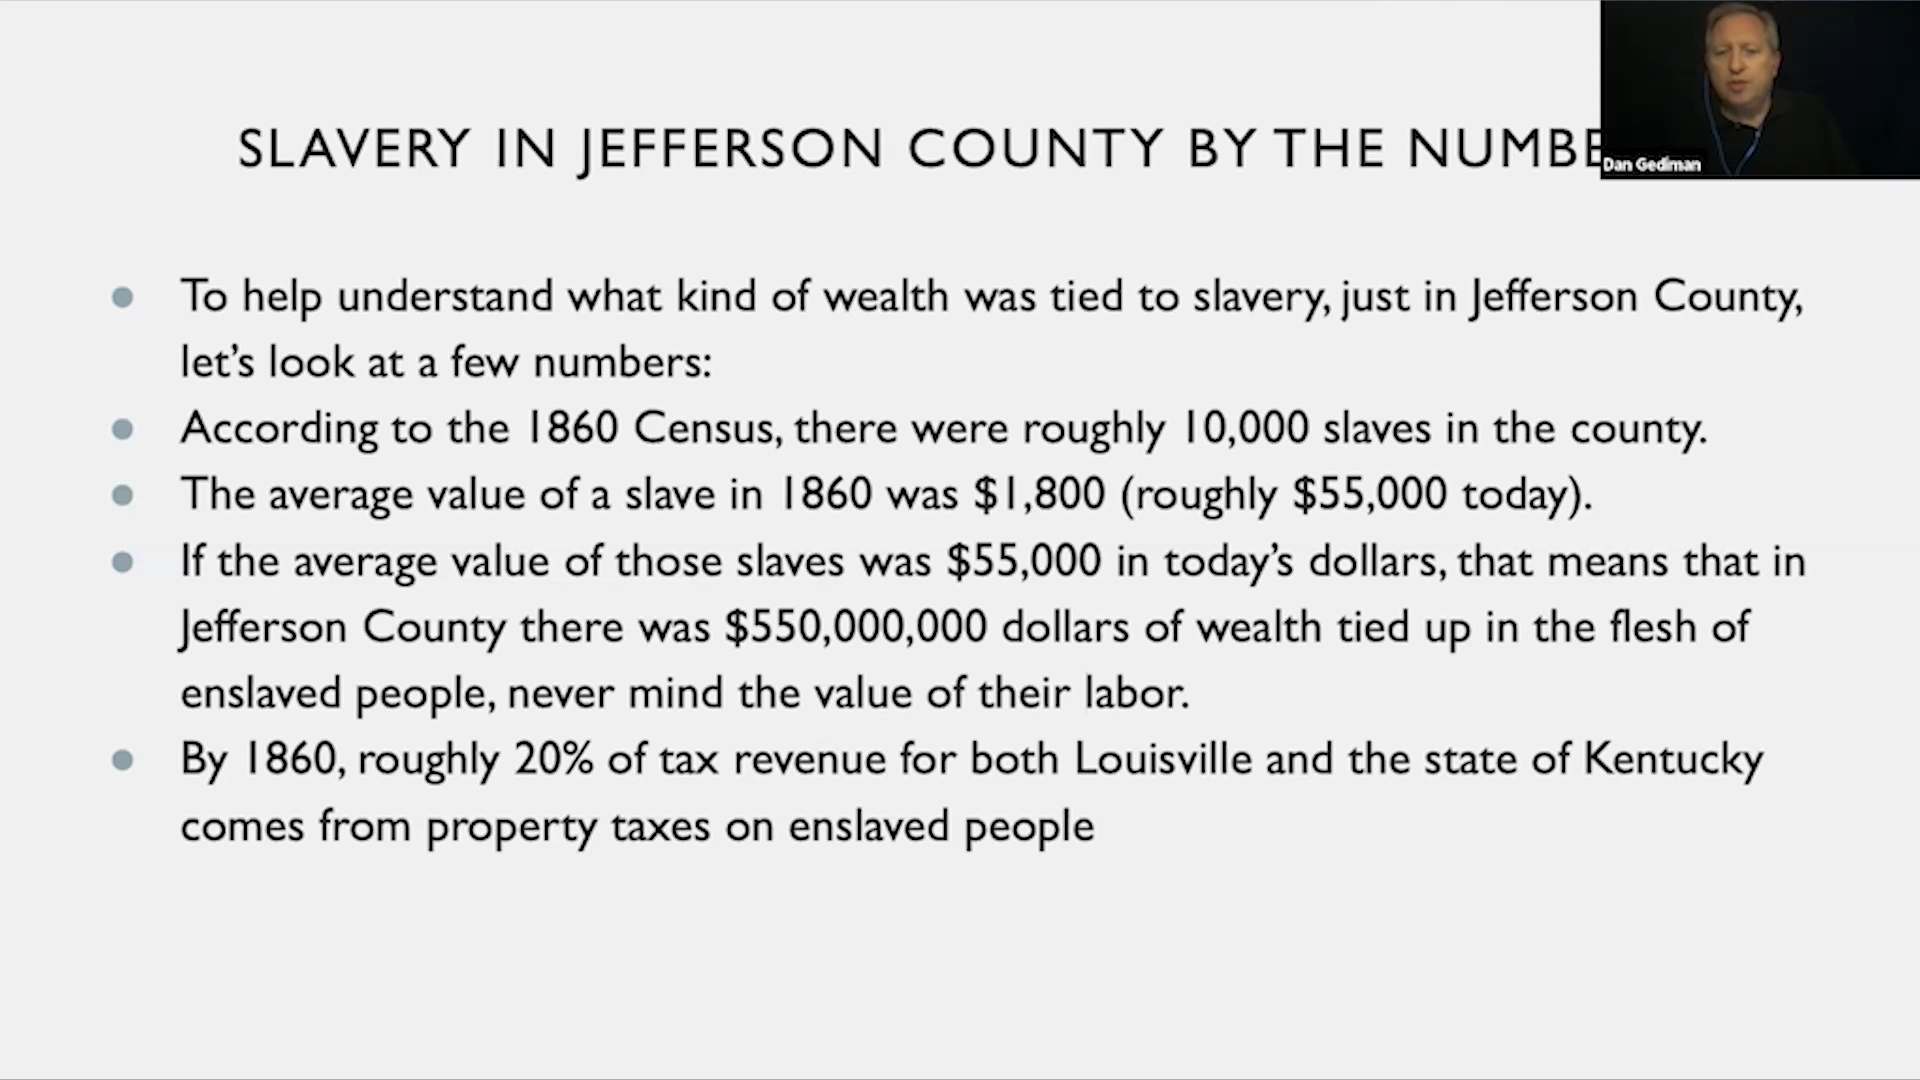 SLAVERY IN JEFFERSON COUNTY BY THE NUMBE
Dan Gediman
To help understand what kind of wealth was tied to slavery, just in Jefferson County,
let's look at a few numbers:
According to the 1860 Census, there were roughly 10,000 slaves in the county.
The average value of a slave in 1860 was $1,800 (roughly $55,000 today).
If the average value of those slaves was $55,000 in today's dollars, that means that in
Jefferson County there was $550,000,000 dollars of wealth tied up in the flesh of
enslaved people, never mind the value of their labor.
By 1860, roughly 20% of tax revenue for both Louisville and the state of Kentucky
comes from property taxes on enslaved people